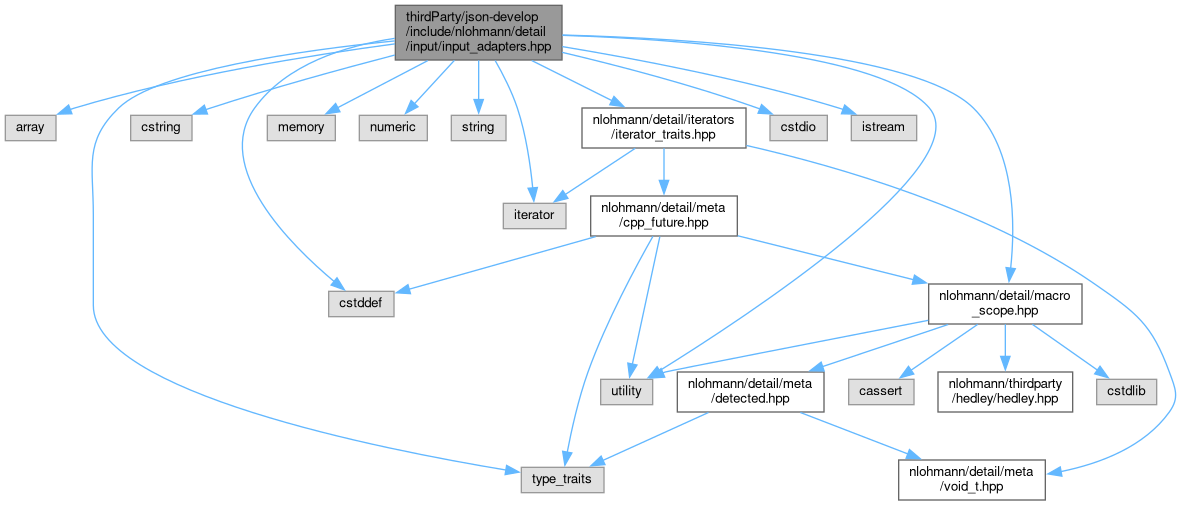 thirdParty/json-develop
/include/nlohmann/detail
/input/input_adapters.hpp
array
cstring
memory
numeric
string
nlohmann/detail/iterators
/iterator_traits.hpp
cstdio
istream
iterator
nlohmann/detail/meta
/cpp_future.hpp
cstddef
nlohmann/detail/macro
_scope.hpp
utility
nlohmann/detail/meta
/detected.hpp
cassert
nlohmann/thirdparty
/hedley/hedley.hpp
cstdlib
type_traits
nlohmann/detail/meta
/void_t.hpp